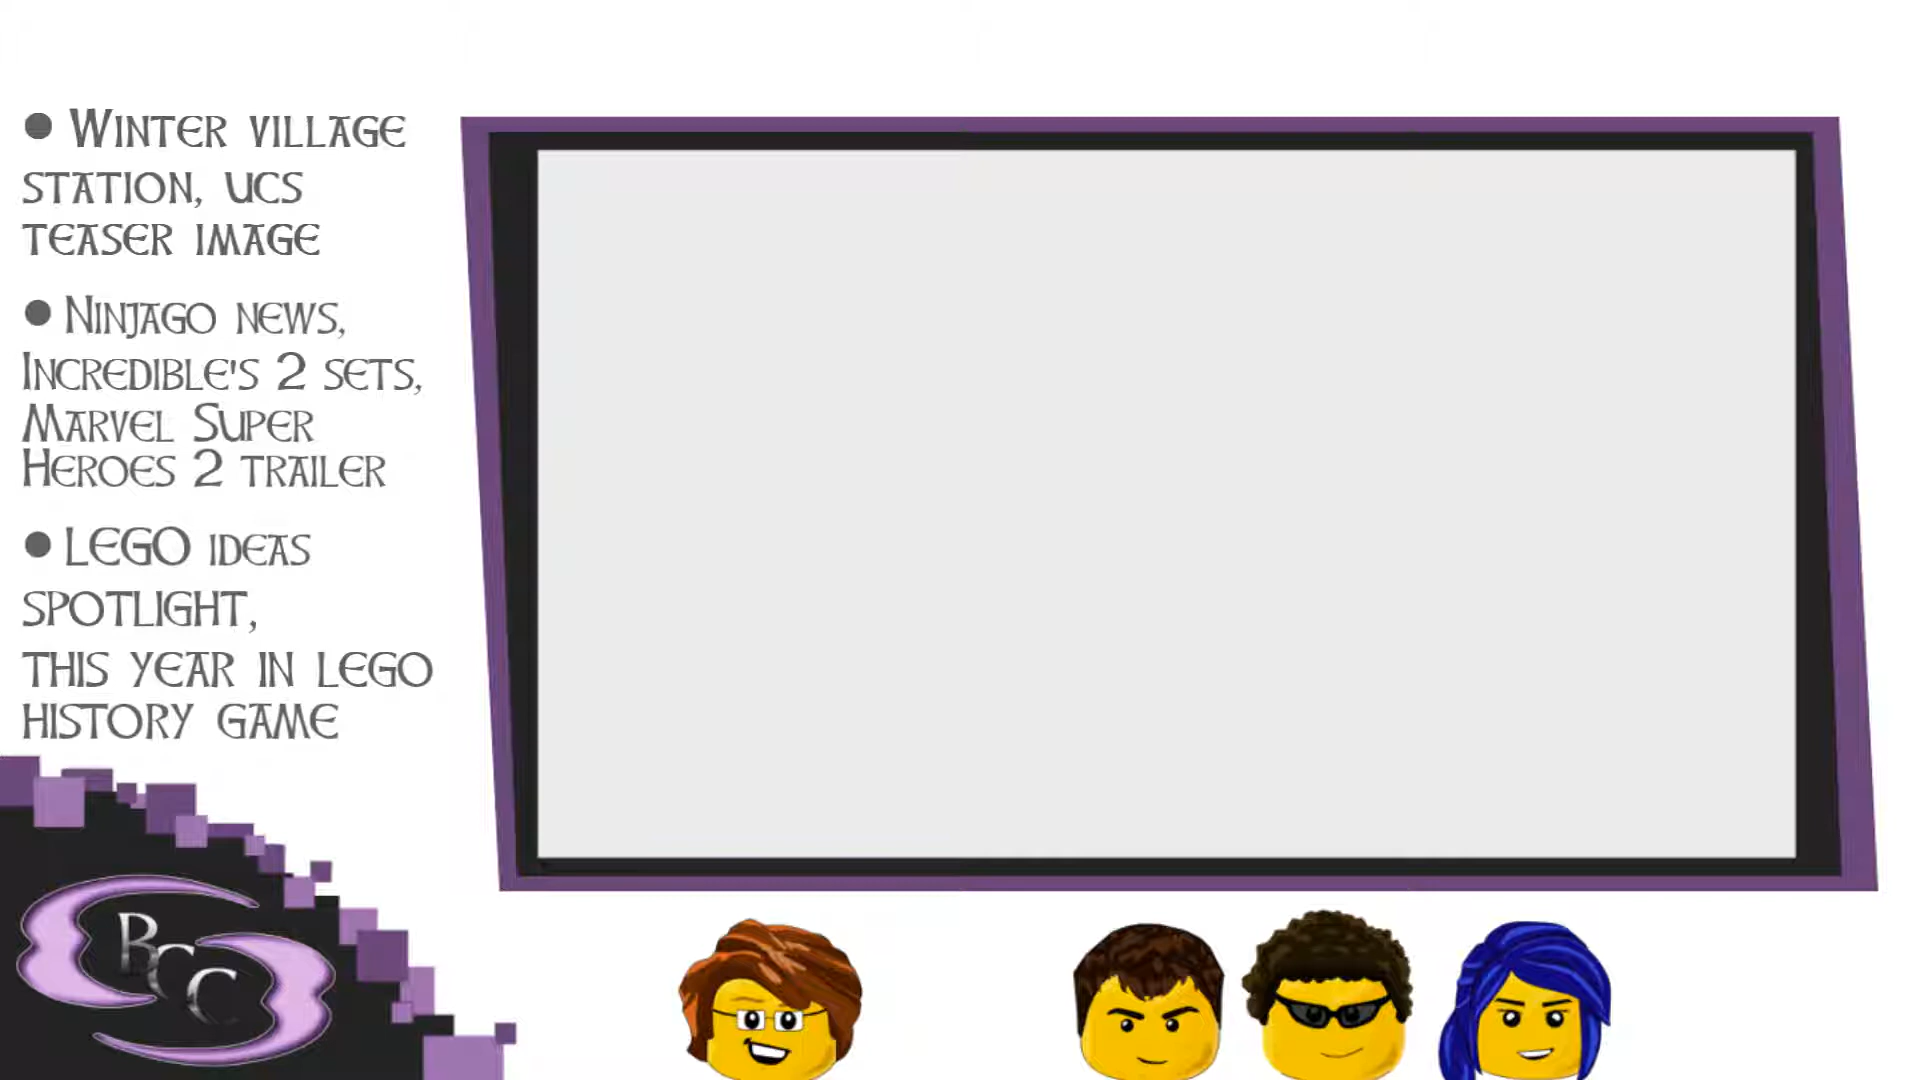 • Winter village
station, ucs
teaser image
• Ninjago news,
Incredible's 2 sets,
Marvel Super
Heroes 2 trailer
• LEGO ideas
spotlight,
this year in lego
history game
BCC